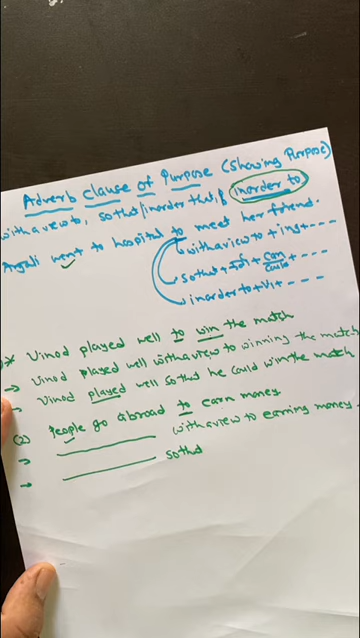 Adverb Clause of Purpose (Showing Purpose)
with a view to, so that / in order that, & in order to
Anjali went to hospital to meet her friend.
with a view to + ing + ---
so that + + can/could + ---
in order to + V1 + ---
* Vinod played well to win the match
→ Vinod played well with a view to winning the match
→ Vinod played well so that he could win the match
(2) People go abroad to earn money
→ with a view to earning money.
→ so that